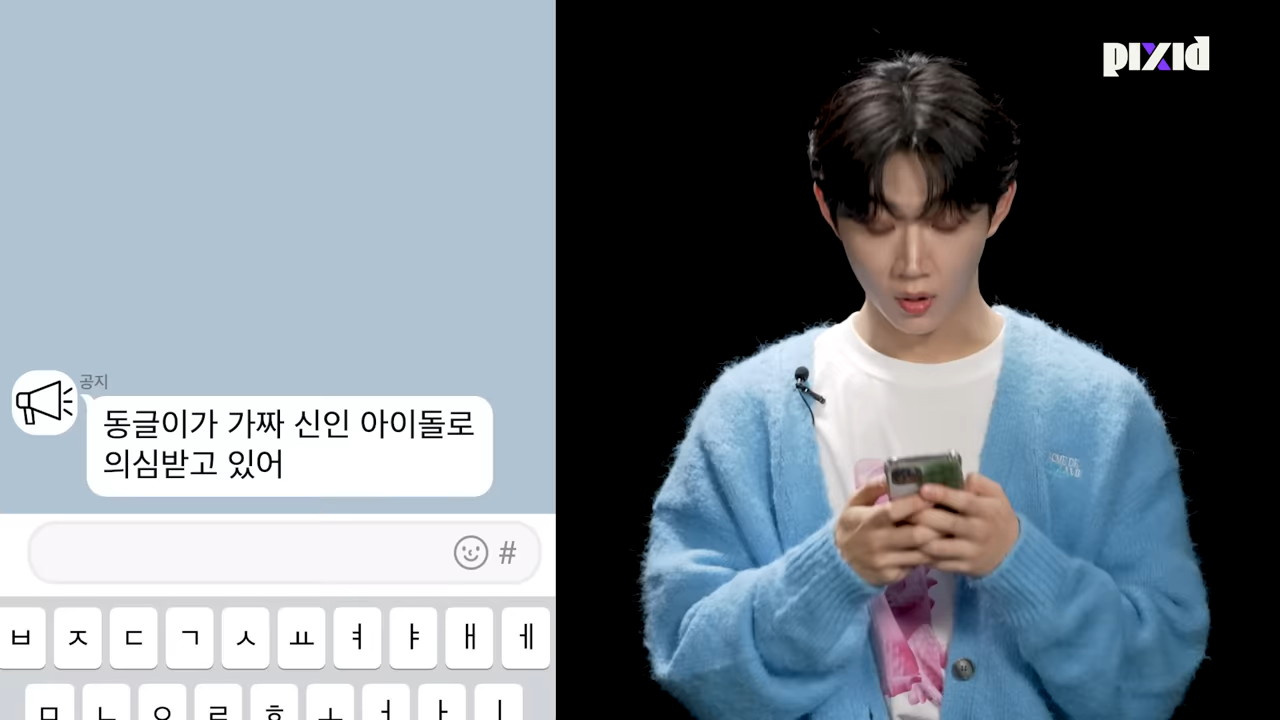 pixid
공지
동글이가 가짜 신인 아이돌로
의심받고 있어
#
ㅂ ㅈ ㄷ ㄱ ㅅ ㅛ ㅕ ㅑ ㅐ ㅔ
ㅁ ㄴ ㅇ ㄹ ㅎ ㅗ ㅓ ㅏ ㅣ